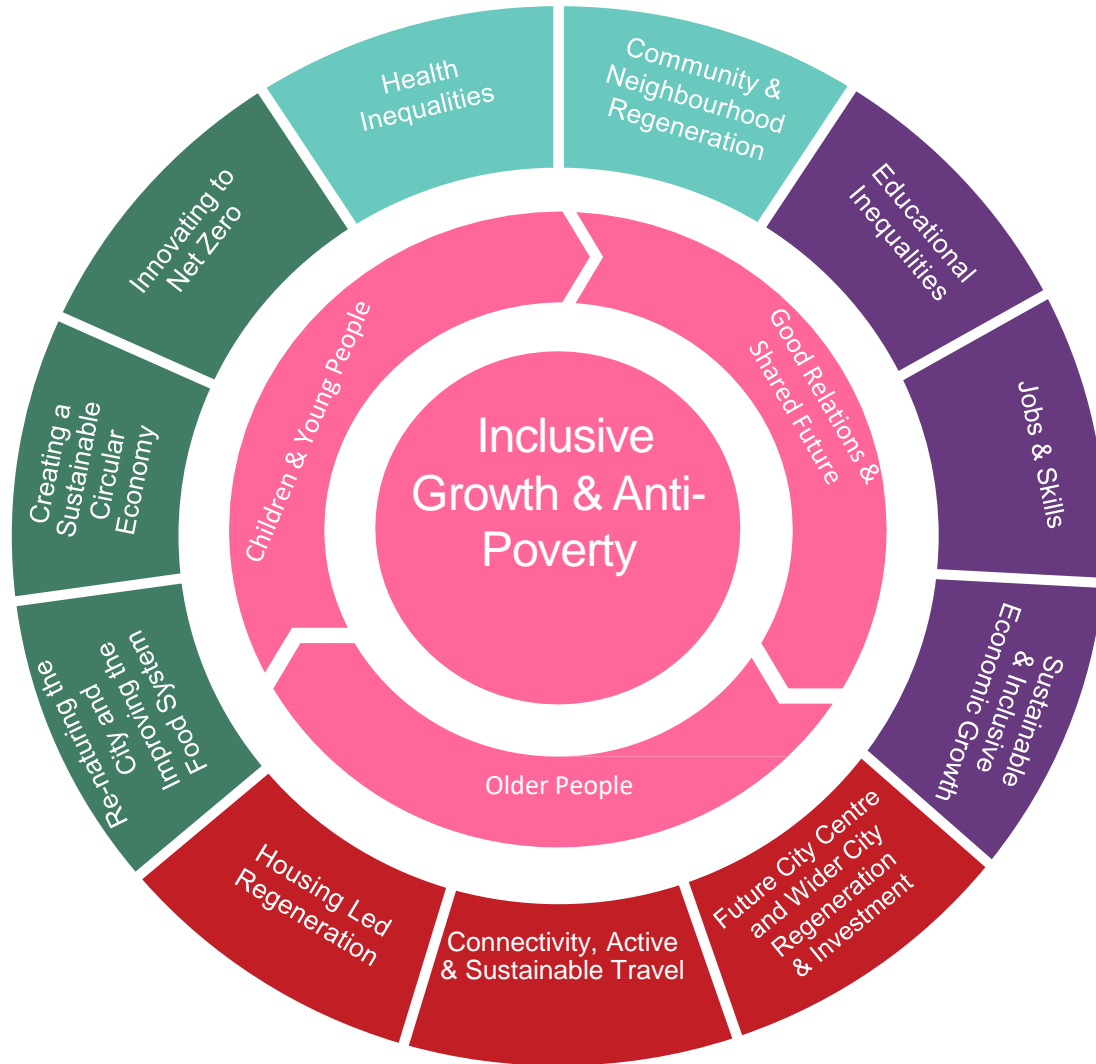 Health
Inequalities
Community &
Neighbourhood
Regeneration
Educational
Inequalities
Jobs & Skills
Sustainable
& Inclusive
Economic Growth
Future City Centre
and Wider City
Regeneration
& Investment
Connectivity, Active
& Sustainable Travel
Housing Led
Regeneration
Re-naturing the
City and
Improving the
Food System
Creating a
Sustainable
Circular
Economy
Innovating to
Net Zero
Children & Young People
Good Relations &
Shared Future
Older People
Inclusive
Growth & Anti-
Poverty